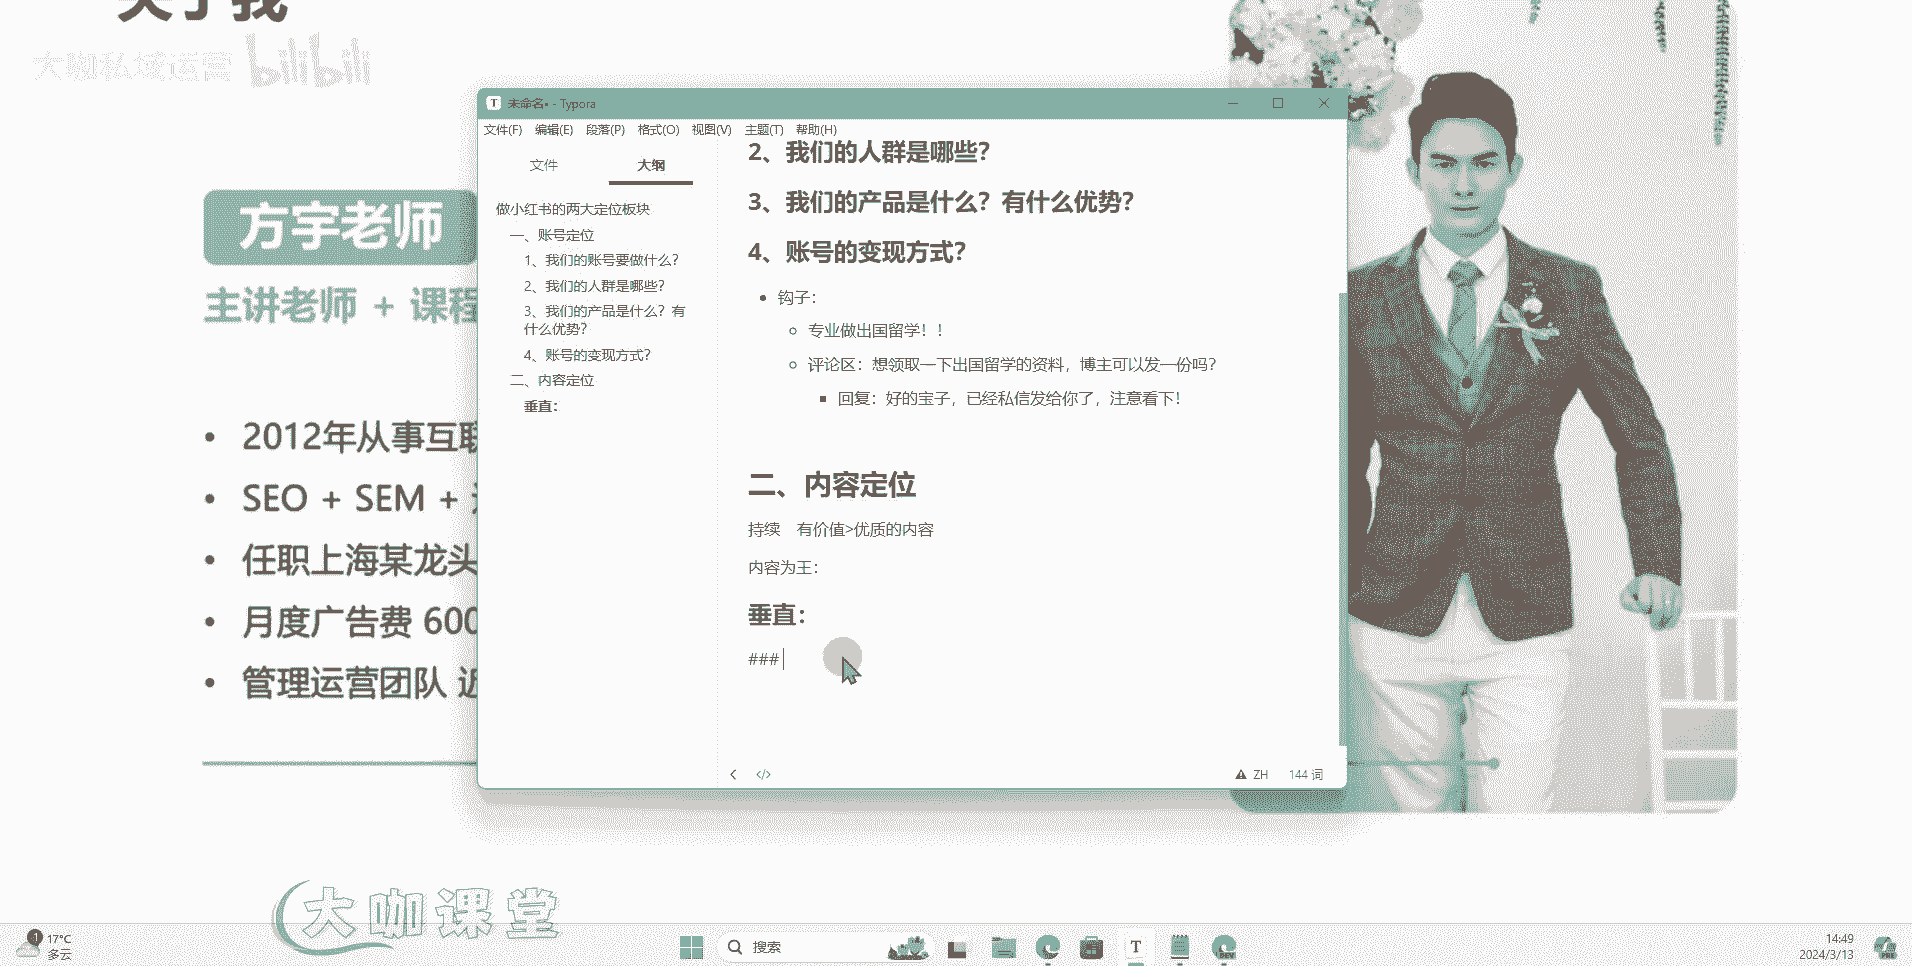 关于我
大咖私域运营 bilibili
方宇老师
主讲老师 + 课程
2012年从事互联
SEO + SEM +
任职上海某龙头
月度广告费 600
管理运营团队 近
未命名• - Typora
文件(F) 编辑(E) 段落(P) 格式(O) 视图(V) 主题(T) 帮助(H)
文件 大纲
做小红书的两大定位板块
一、账号定位
1、我们的账号要做什么？
2、我们的人群是哪些？
3、我们的产品是什么？有
什么优势？
4、账号的变现方式？
二、内容定位
垂直：
2、我们的人群是哪些？
3、我们的产品是什么？有什么优势？
4、账号的变现方式？
钩子：
专业做出国留学！！
评论区：想领取一下出国留学的资料，博主可以发一份吗？
回复：好的宝子，已经私信发给你了，注意看下！
二、内容定位
持续 有价值>优质的内容
内容为王：
垂直：
###
</> ZH 144 词
大咖课堂
1 17°C
多云
搜索
T
DEV
14:49
2024/3/13
PRE